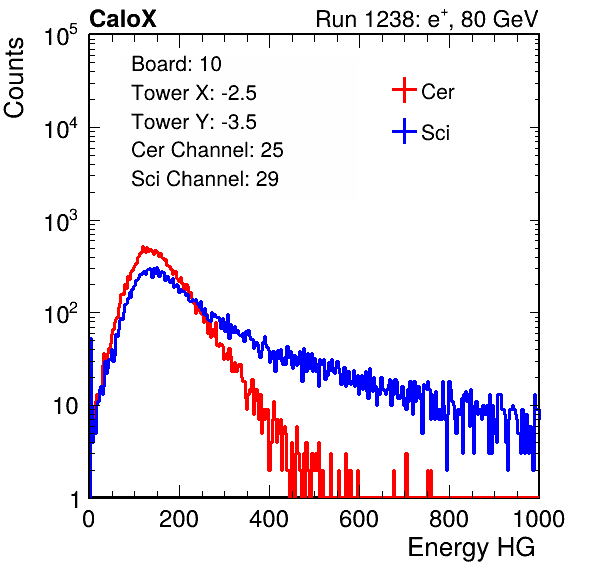 CaloX Run 1238: e⁺, 80 GeV
Counts
Board: 10
Tower X: -2.5
Tower Y: -3.5
Cer Channel: 25
Sci Channel: 29
Cer
Sci
10⁵
10⁴
10³
10²
10
1
0 200 400 600 800 1000
Energy HG